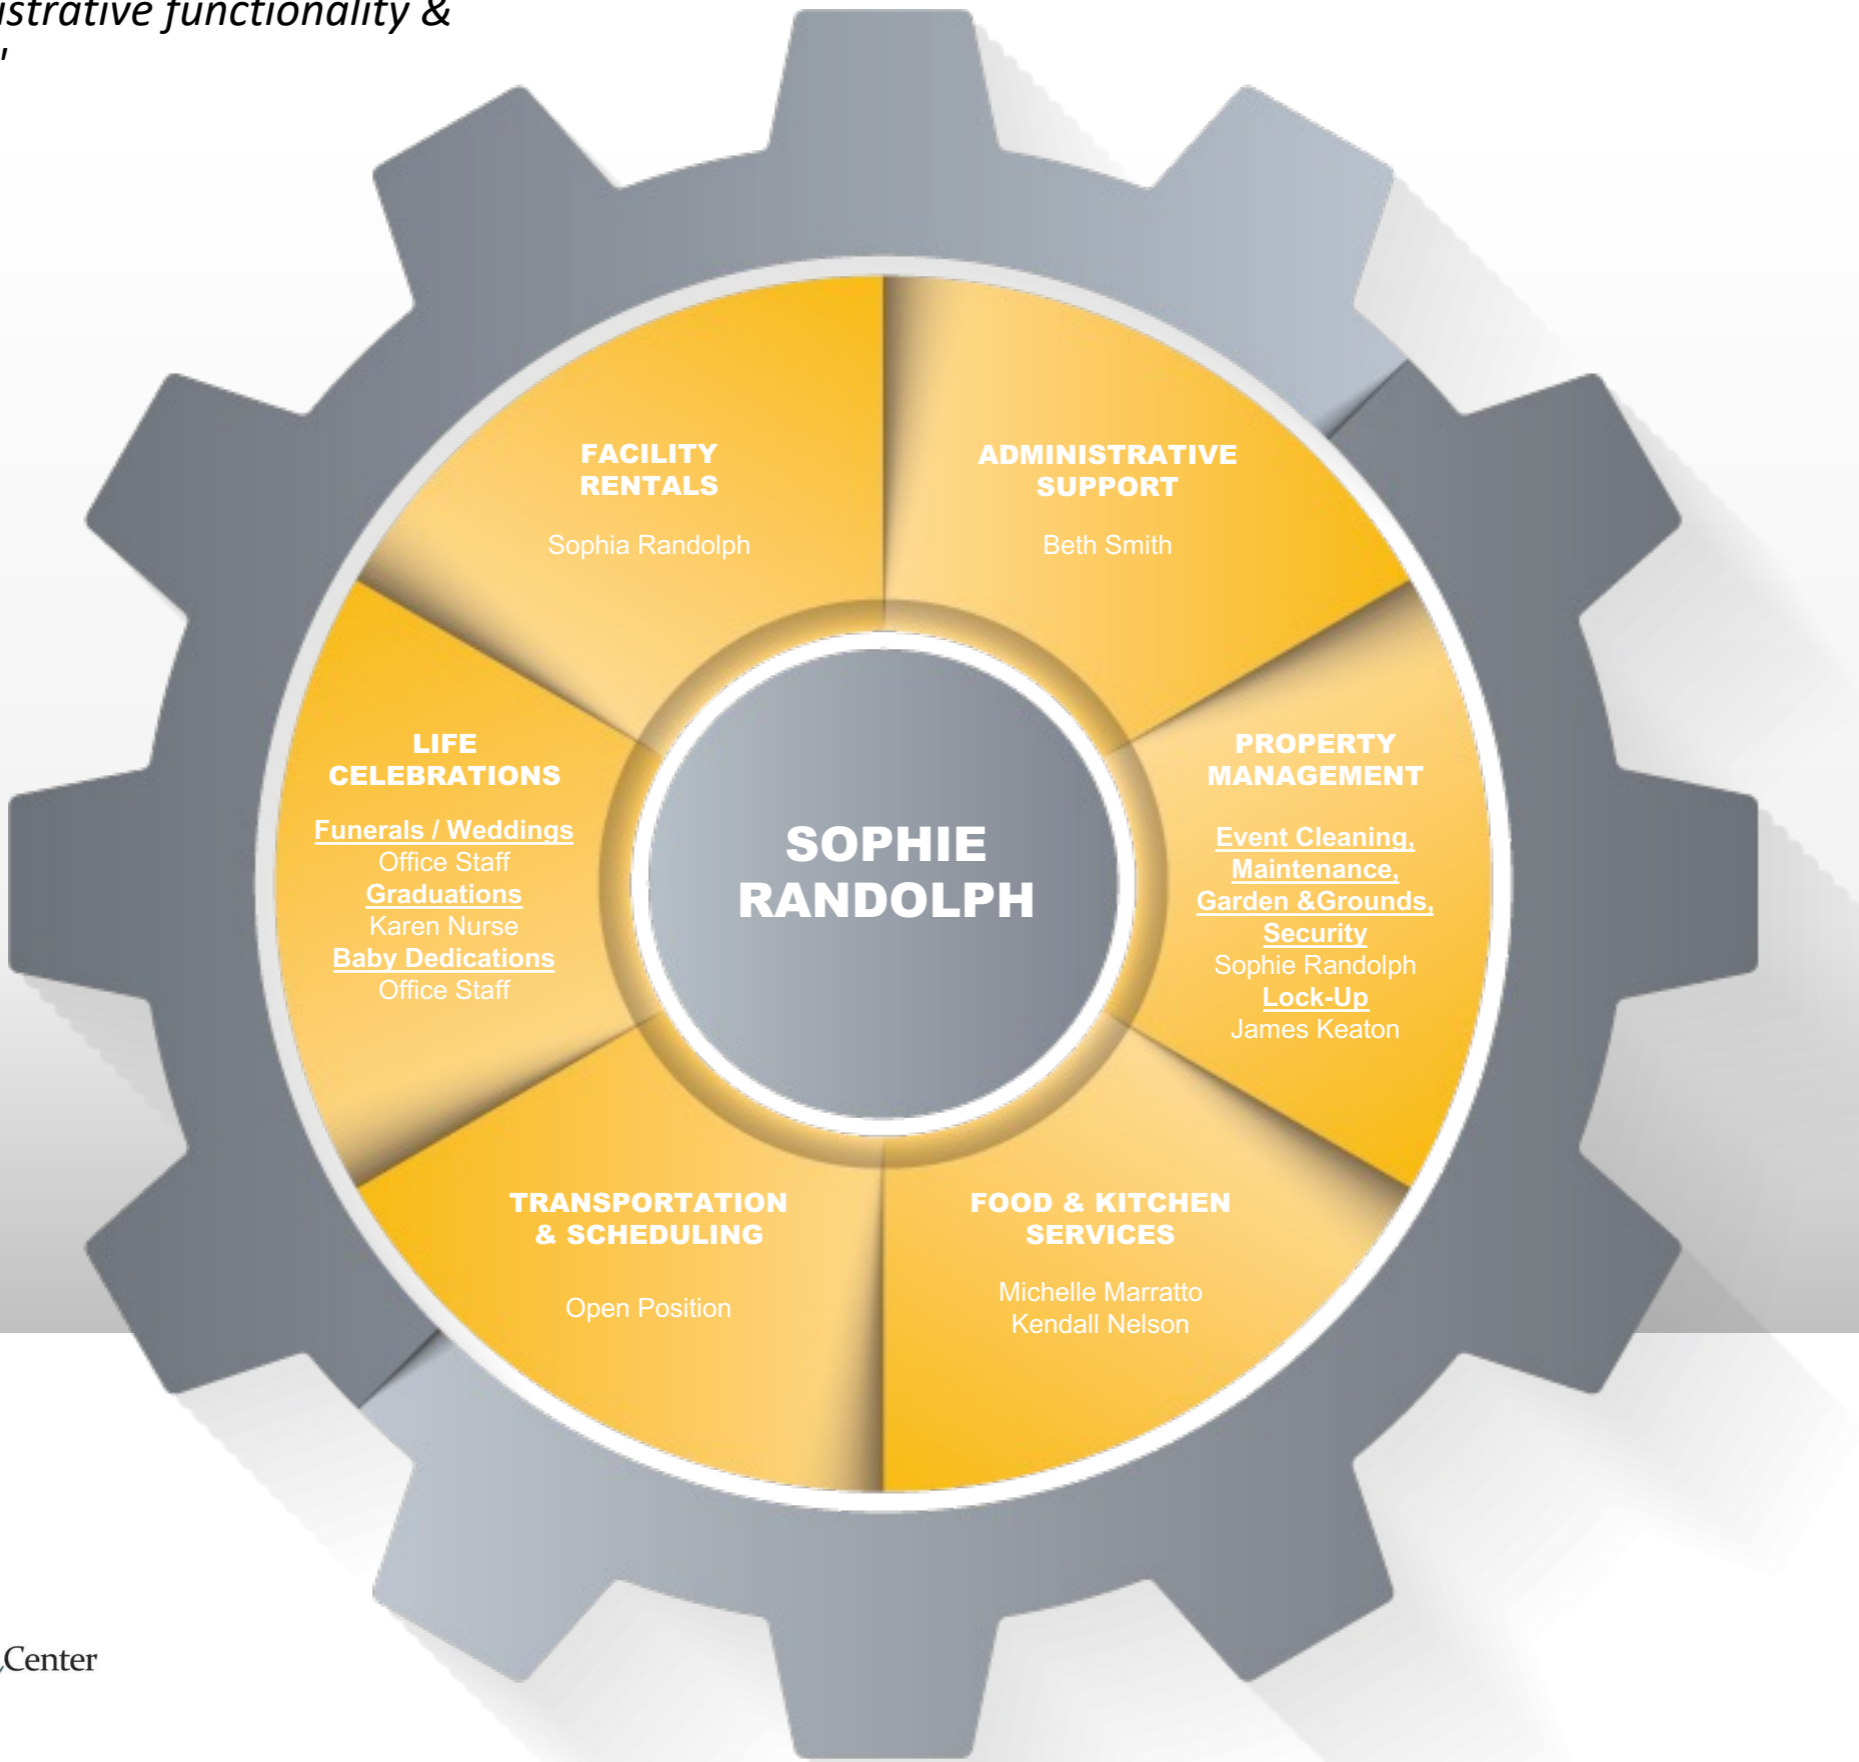 istrative functionality &
"
FACILITY
RENTALS
Sophia Randolph
ADMINISTRATIVE
SUPPORT
Beth Smith
LIFE
CELEBRATIONS
Funerals / Weddings
Office Staff
Graduations
Karen Nurse
Baby Dedications
Office Staff
SOPHIE
RANDOLPH
PROPERTY
MANAGEMENT
Event Cleaning,
Maintenance,
Garden &Grounds,
Security
Sophie Randolph
Lock-Up
James Keaton
TRANSPORTATION
& SCHEDULING
Open Position
FOOD & KITCHEN
SERVICES
Michelle Marratto
Kendall Nelson
Center